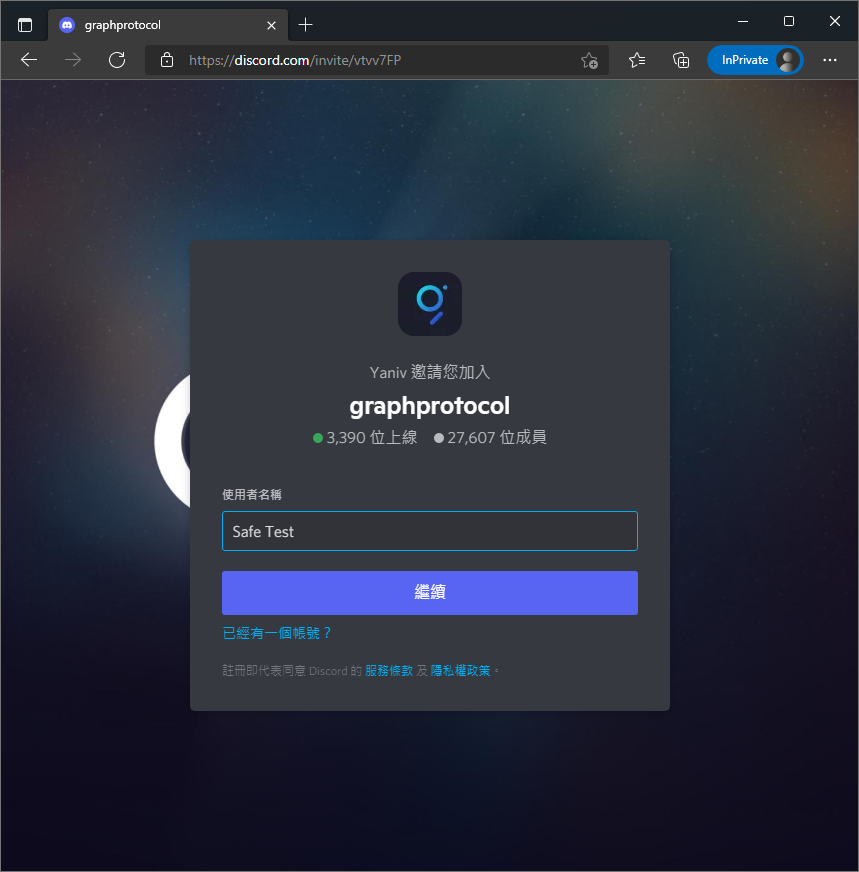 graphprotocol
https://discord.com/invite/vtvv7FP
InPrivate
Yaniv 邀請您加入
graphprotocol
3,390 位上線 27,607 位成員
使用者名稱
Safe Test
繼續
已經有一個帳號？
註冊即代表同意 Discord 的 服務條款 及 隱私權政策。